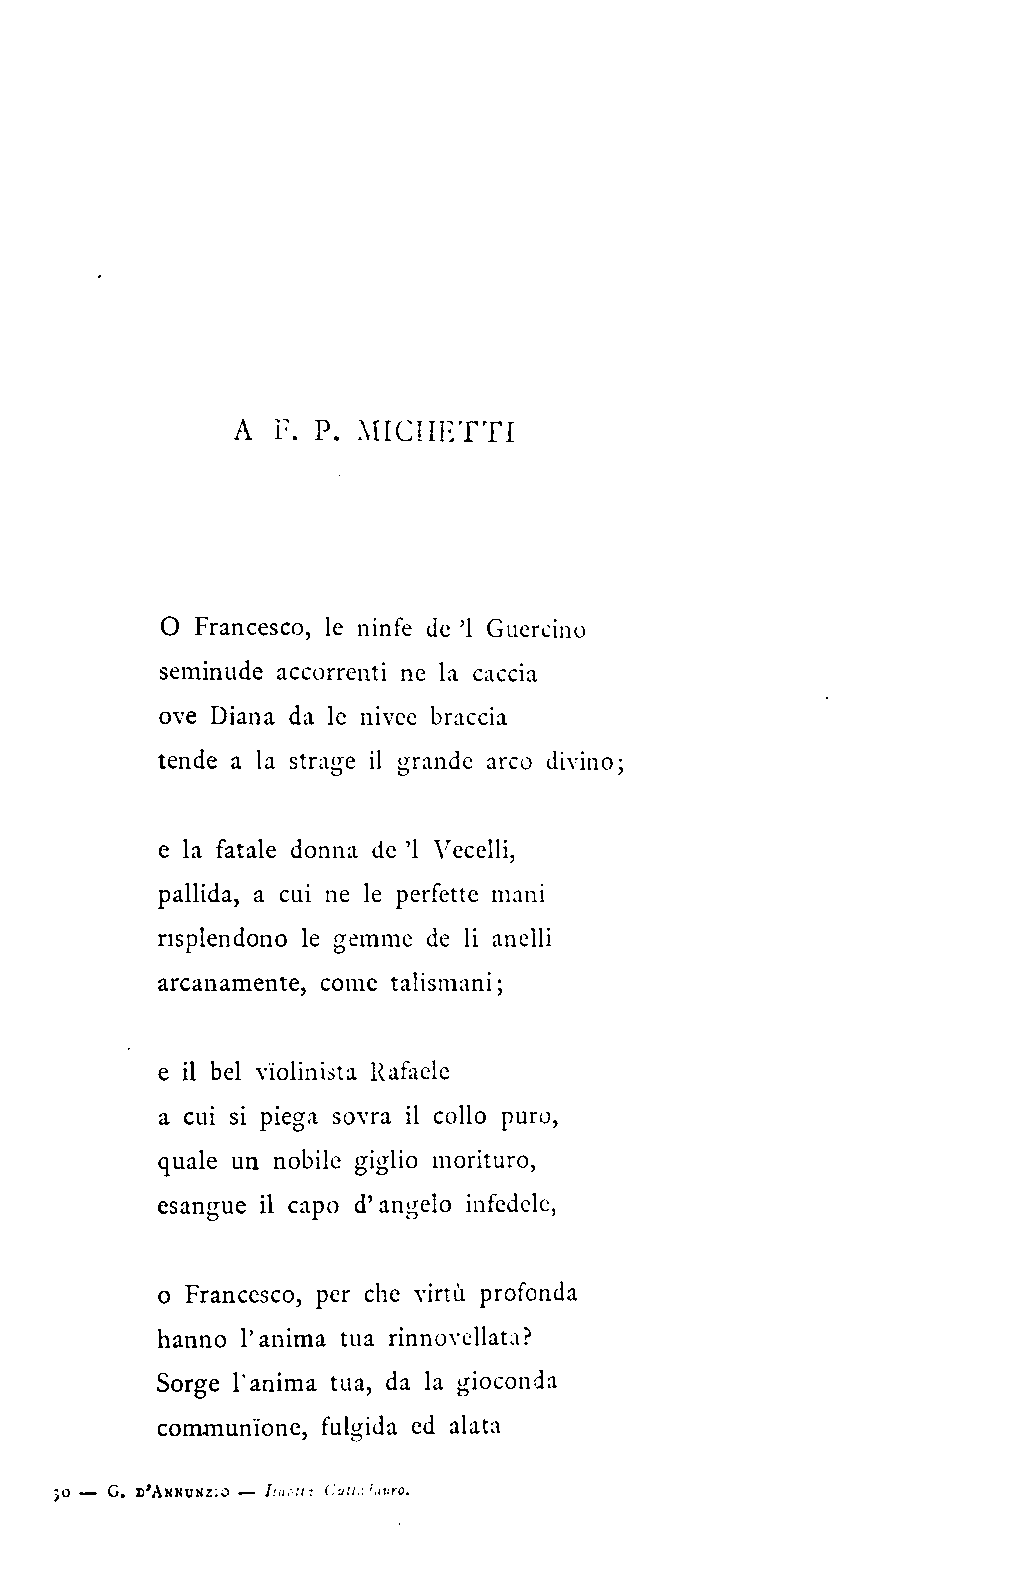 A F. P. MICHETTI
O Francesco, le ninfe de 'l Guercino
seminude accorrenti ne la caccia
ove Diana da le nivee braccia
tende a la strage il grande arco divino;
e la fatale donna de 'l Vecelli,
pallida, a cui ne le perfette mani
risplendono le gemme de li anelli
arcanamente, come talismani;
e il bel vïolinista Rafaele
a cui si piega sovra il collo puro,
quale un nobile giglio morituro,
esangue il capo d'angelo infedele,
o Francesco, per che virtù profonda
hanno l'anima tua rinnovellata?
Sorge l'anima tua, da la gioconda
communïone, fulgida ed alata
30 — G. D'ANNUNZIO —